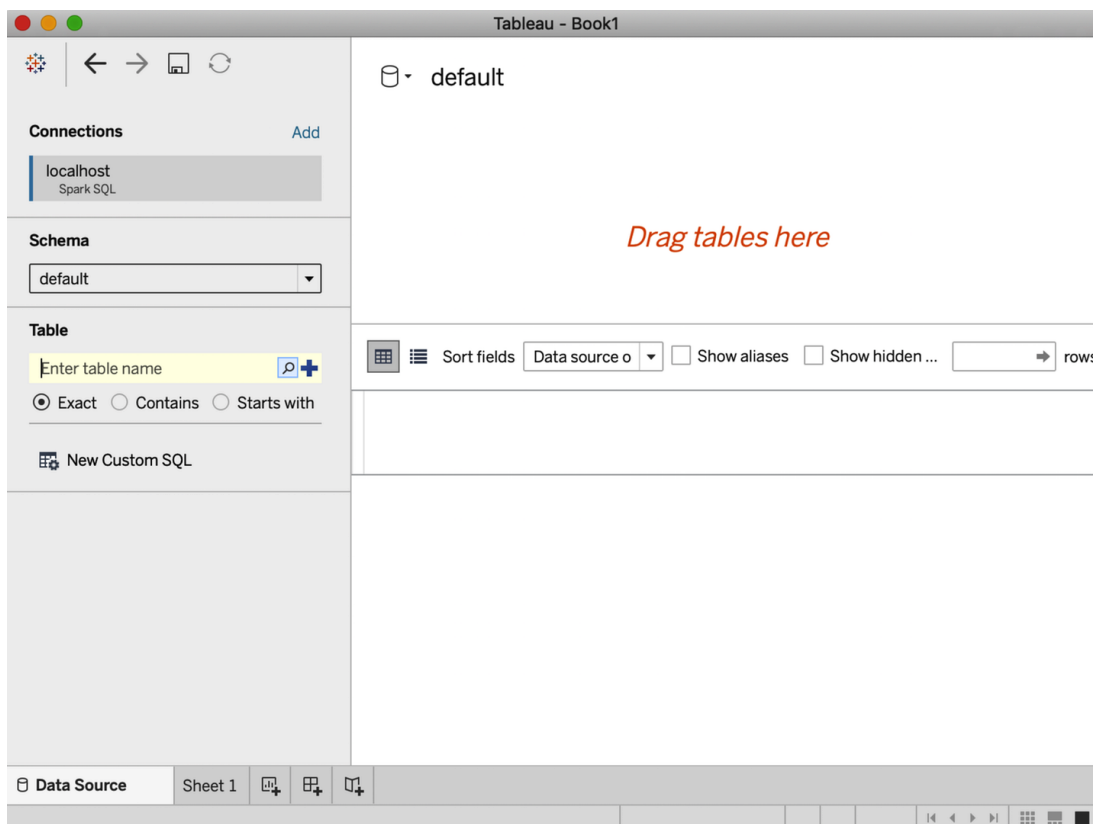 Tableau - Book1
default
Connections Add
localhost
Spark SQL
Schema
default
Drag tables here
Table
Enter table name
Exact Contains Starts with
New Custom SQL
Sort fields Data source o Show aliases Show hidden ... rows
Data Source Sheet 1